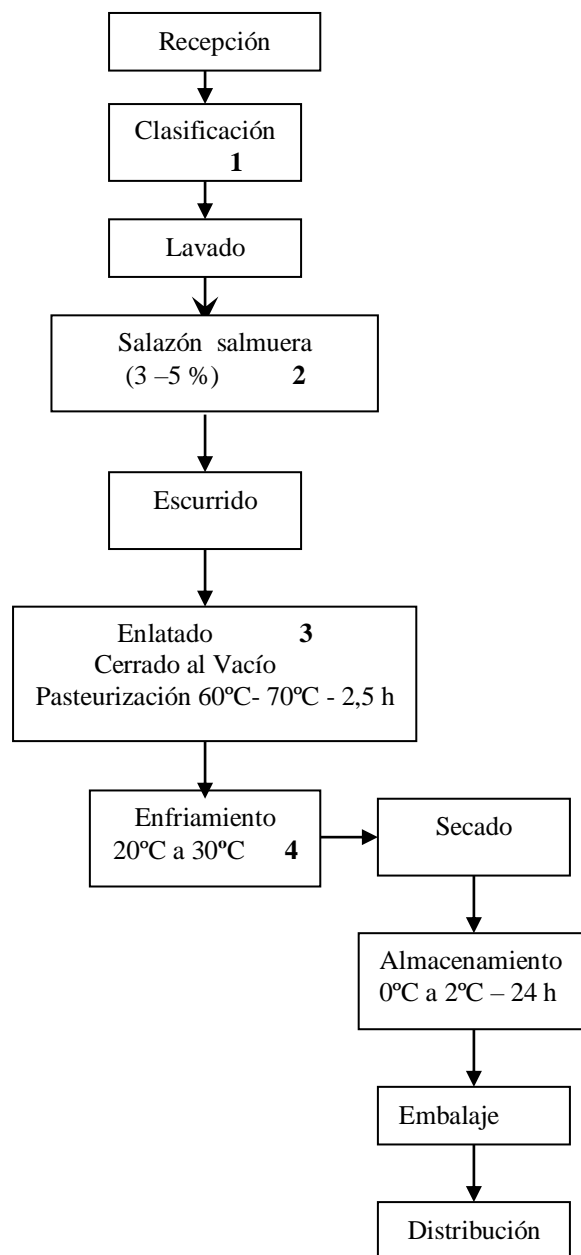 Recepción
Clasificación
1
Lavado
Salazón salmuera
(3 –5 %) 2
Escurrido
Enlatado 3
Cerrado al Vacío
Pasteurización 60ºC- 70ºC - 2,5 h
Enfriamiento
20ºC a 30ºC 4
Secado
Almacenamiento
0ºC a 2ºC – 24 h
Embalaje
Distribución